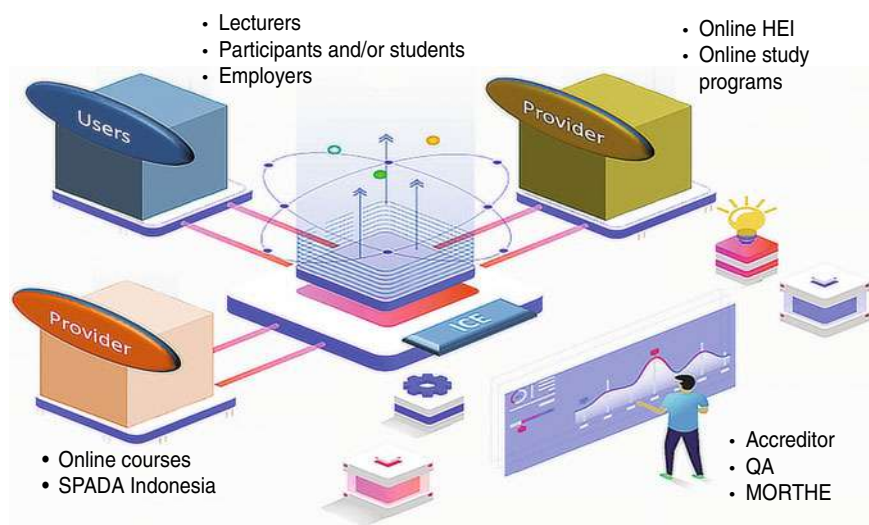 • Lecturers
• Participants and/or students
• Employers
• Online HEI
• Online study
programs
Users
Provider
Provider
ICE
• Online courses
• SPADA Indonesia
• Accreditor
• QA
• MORTHE